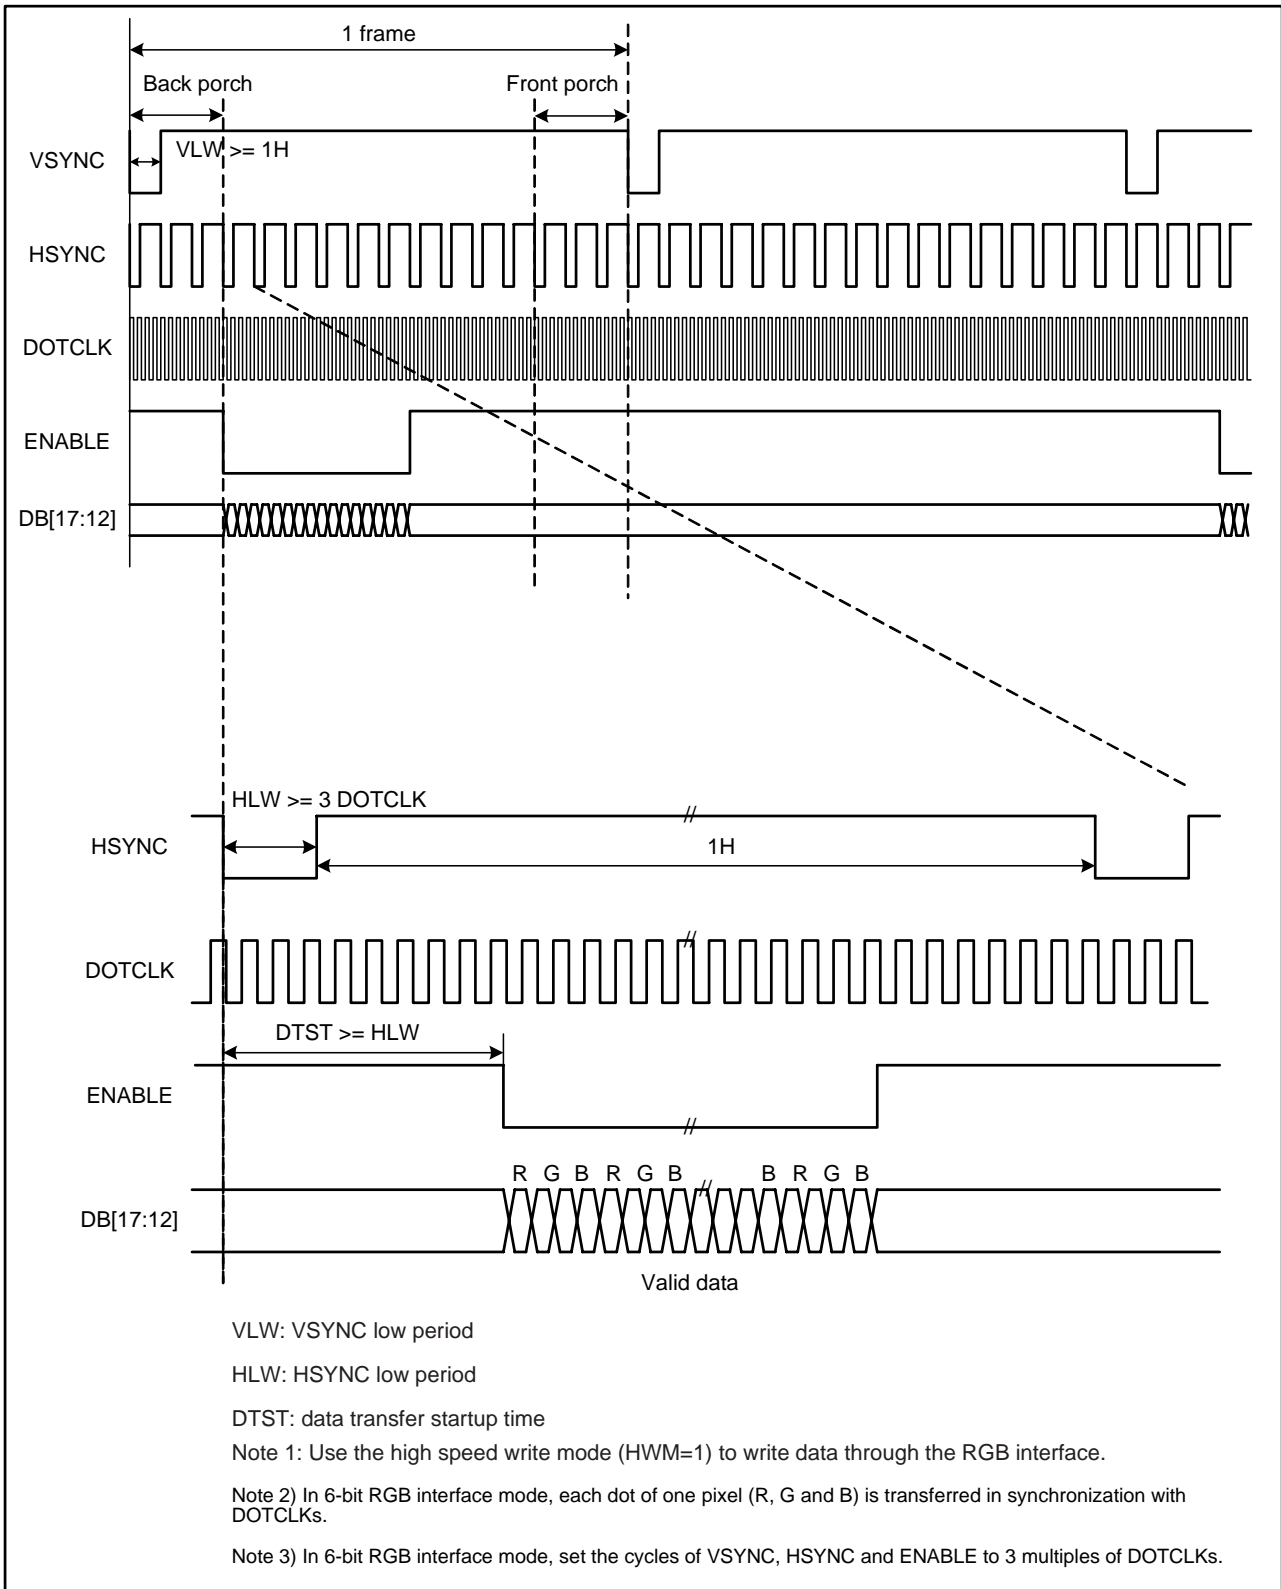 1 frame
Back porch
Front porch
VLW >= 1H
VSYNC
HSYNC
DOTCLK
ENABLE
DB[17:12]
HLW >= 3 DOTCLK
//
HSYNC
1H
//
DOTCLK
DTST >= HLW
ENABLE
//
R G B R G B B R G B
//
DB[17:12]
Valid data
VLW: VSYNC low period
HLW: HSYNC low period
DTST: data transfer startup time
Note 1: Use the high speed write mode (HWM=1) to write data through the RGB interface.
Note 2) In 6-bit RGB interface mode, each dot of one pixel (R, G and B) is transferred in synchronization with
DOTCLKs.
Note 3) In 6-bit RGB interface mode, set the cycles of VSYNC, HSYNC and ENABLE to 3 multiples of DOTCLKs.